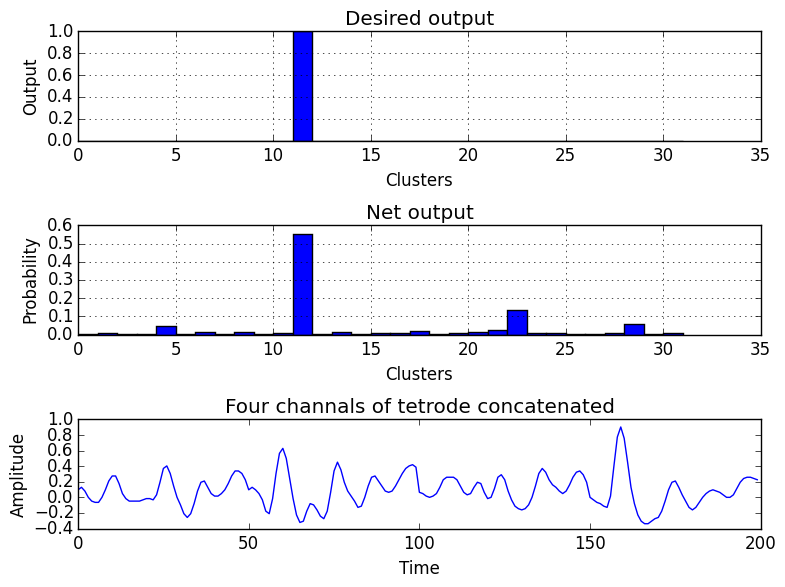 Desired output
1.0
0.8
0.6
0.4
0.2
0.0
Output
0 5 10 15 20 25 30 35
Clusters
Net output
0.6
0.5
0.4
0.3
0.2
0.1
0.0
Probability
0 5 10 15 20 25 30 35
Clusters
Four channels of tetrode concatenated
1.0
0.8
0.6
0.4
0.2
0.0
−0.2
−0.4
Amplitude
0 50 100 150 200
Time